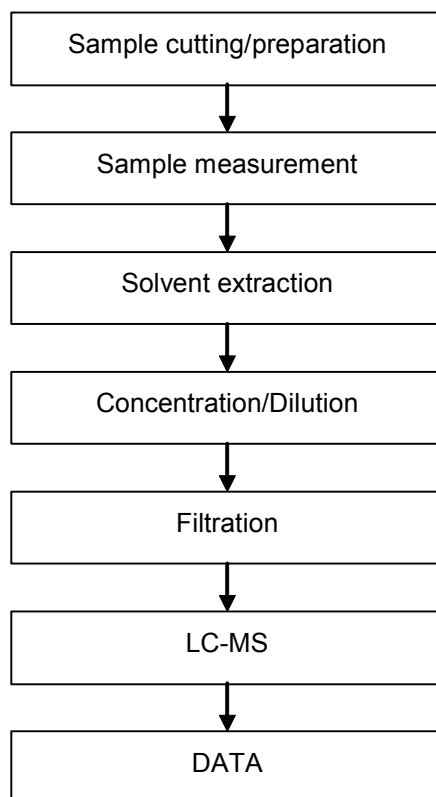 Sample cutting/preparation
Sample measurement
Solvent extraction
Concentration/Dilution
Filtration
LC-MS
DATA